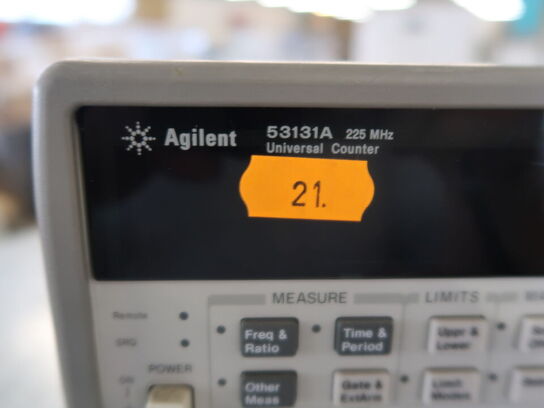 Agilent 53131A 225 MHz
Universal Counter
21.
MEASURE LIMITS
Remote
Freq & Ratio
Time & Period
Uppr & Lower
SRQ
POWER
Other Meas
Gate & ExtArm
Limit Modes